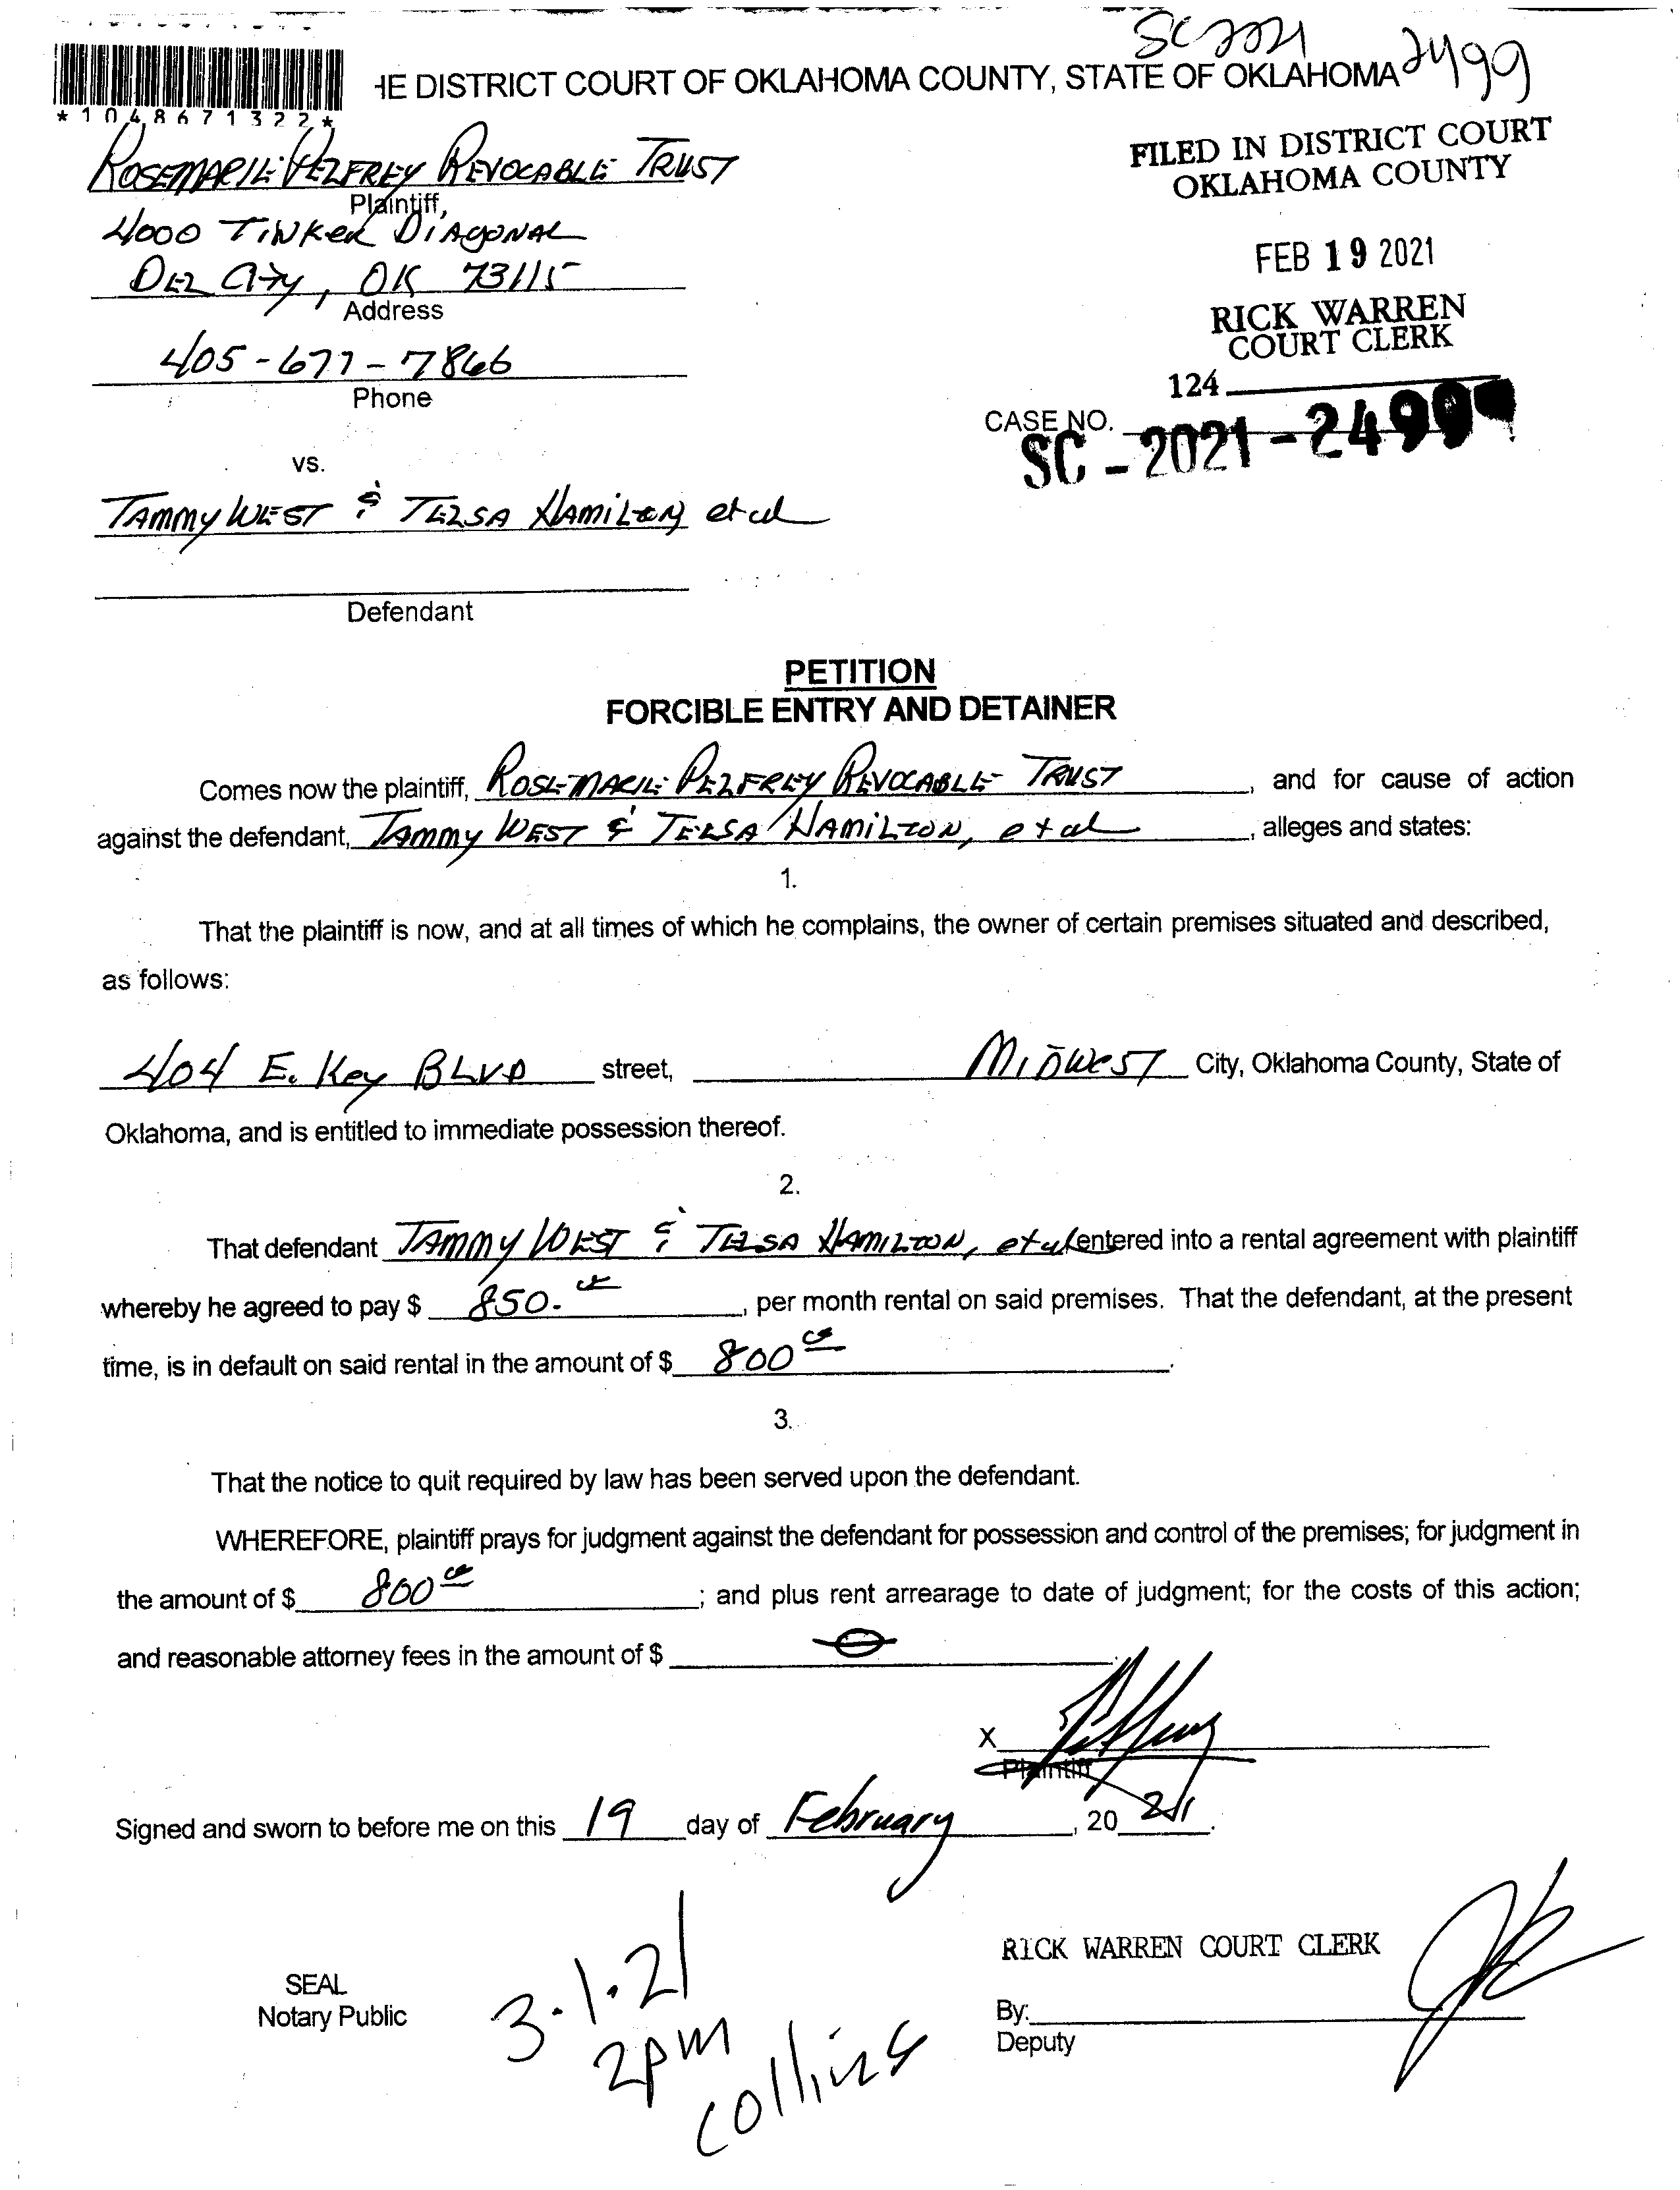 SC 2021 2499
HE DISTRICT COURT OF OKLAHOMA COUNTY, STATE OF OKLAHOMA
*1048671322*
ROSEMARIE PELFREY REVOCABLE TRUST
Plaintiff,
4000 TINKER DIAGONAL
DEL CITY, OK 73115
Address
405-677-7866
Phone
FILED IN DISTRICT COURT
OKLAHOMA COUNTY
FEB 19 2021
RICK WARREN
COURT CLERK
124
CASE NO.
SC - 2021 - 2499
vs.
TAMMY WEST & TELSA HAMILTON et al
Defendant
PETITION
FORCIBLE ENTRY AND DETAINER
Comes now the plaintiff, ROSEMARIE PELFREY REVOCABLE TRUST, and for cause of action
against the defendant, TAMMY WEST & TELSA HAMILTON, et al, alleges and states:
1.
That the plaintiff is now, and at all times of which he complains, the owner of certain premises situated and described,
as follows:
404 E. Key BLVD street, MIDWEST City, Oklahoma County, State of
Oklahoma, and is entitled to immediate possession thereof.
2.
That defendant TAMMY WEST & TELSA HAMILTON, et al entered into a rental agreement with plaintiff
whereby he agreed to pay $ 850.00, per month rental on said premises. That the defendant, at the present
time, is in default on said rental in the amount of $ 800 00.
3.
That the notice to quit required by law has been served upon the defendant.
WHEREFORE, plaintiff prays for judgment against the defendant for possession and control of the premises; for judgment in
the amount of $ 800 00; and plus rent arrearage to date of judgment; for the costs of this action;
and reasonable attorney fees in the amount of $ 0.
X
Plaintiff
Signed and sworn to before me on this 19 day of February, 20 21.
SEAL
Notary Public
3.1.21
2pm
Collins
RICK WARREN COURT CLERK
By:
Deputy